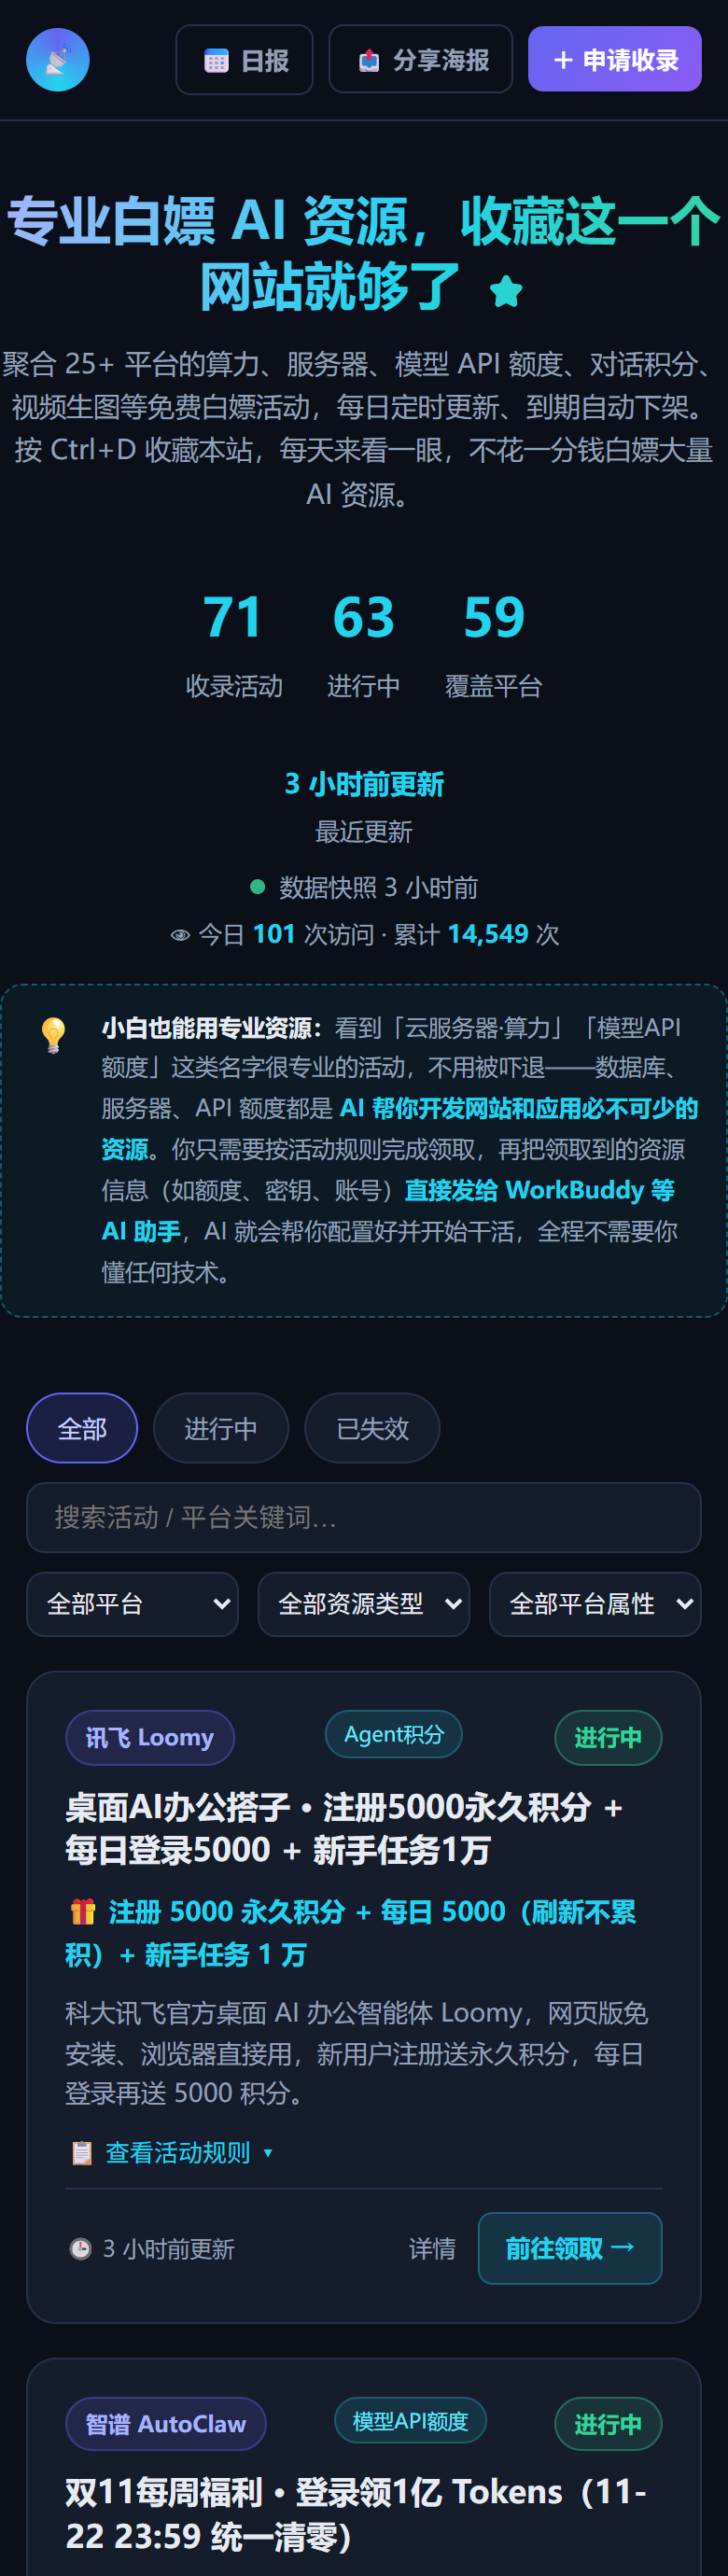 日报
分享海报
+ 申请收录
专业白嫖 AI 资源，收藏这一个
网站就够了
聚合 25+ 平台的算力、服务器、模型 API 额度、对话积分、
视频生图等免费白嫖活动，每日定时更新、到期自动下架。
按 Ctrl+D 收藏本站，每天来看一眼，不花一分钱白嫖大量
AI 资源。
71 63 59
收录活动 进行中 覆盖平台
3 小时前更新
最近更新
数据快照 3 小时前
今日 101 次访问 · 累计 14,549 次
小白也能用专业资源：看到「云服务器·算力」「模型API
额度」这类名字很专业的活动，不用被吓退——数据库、
服务器、API 额度都是 AI 帮你开发网站和应用必不可少的
资源。你只需要按活动规则完成领取，再把领取到的资源
信息（如额度、密钥、账号）直接发给 WorkBuddy 等
AI 助手，AI 就会帮你配置好并开始干活，全程不需要你
懂任何技术。
全部 进行中 已失效
搜索活动 / 平台关键词…
全部平台 全部资源类型 全部平台属性
讯飞 Loomy Agent积分 进行中
桌面AI办公搭子 · 注册5000永久积分 +
每日登录5000 + 新手任务1万
注册 5000 永久积分 + 每日 5000（刷新不累
积）+ 新手任务 1 万
科大讯飞官方桌面 AI 办公智能体 Loomy，网页版免
安装、浏览器直接用，新用户注册送永久积分，每日
登录再送 5000 积分。
查看活动规则 ▾
3 小时前更新 详情 前往领取 →
智谱 AutoClaw 模型API额度 进行中
双11每周福利 · 登录领1亿 Tokens（11-
22 23:59 统一清零）